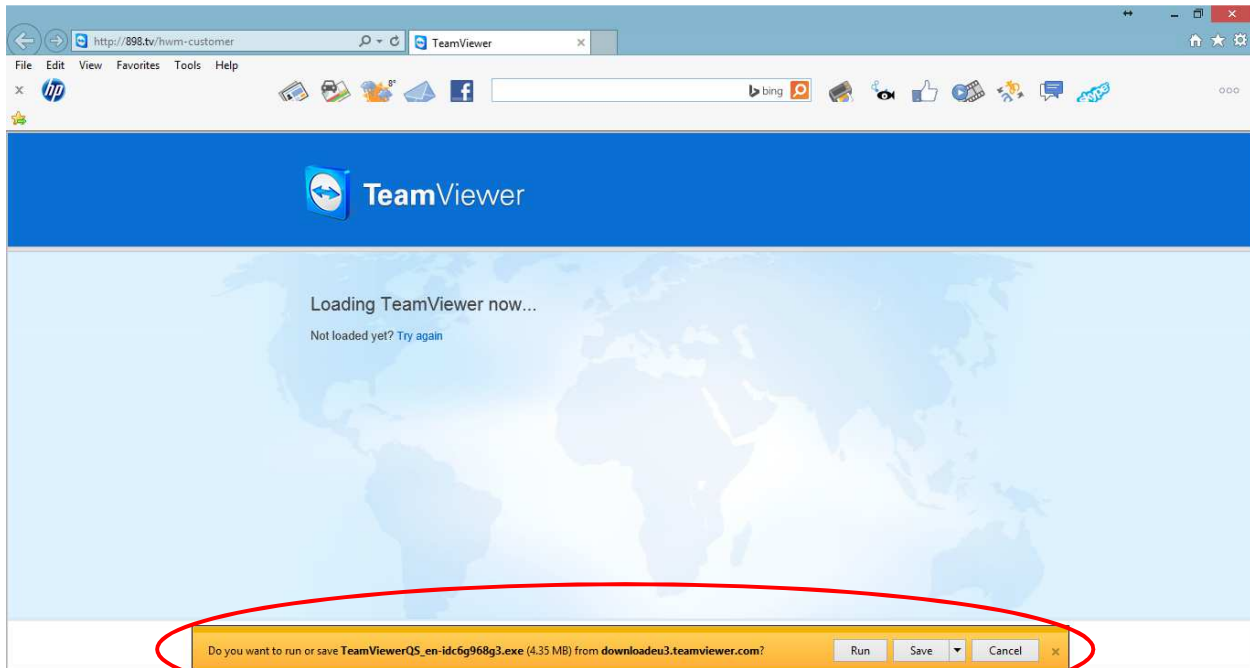 http://898.tv/hwm-customer
TeamViewer
File Edit View Favorites Tools Help
hp
8°
f
bing
TeamViewer
Loading TeamViewer now...
Not loaded yet? Try again
Do you want to run or save TeamViewerQS_en-idc6g968g3.exe (4.35 MB) from downloadeu3.teamviewer.com? Run Save Cancel